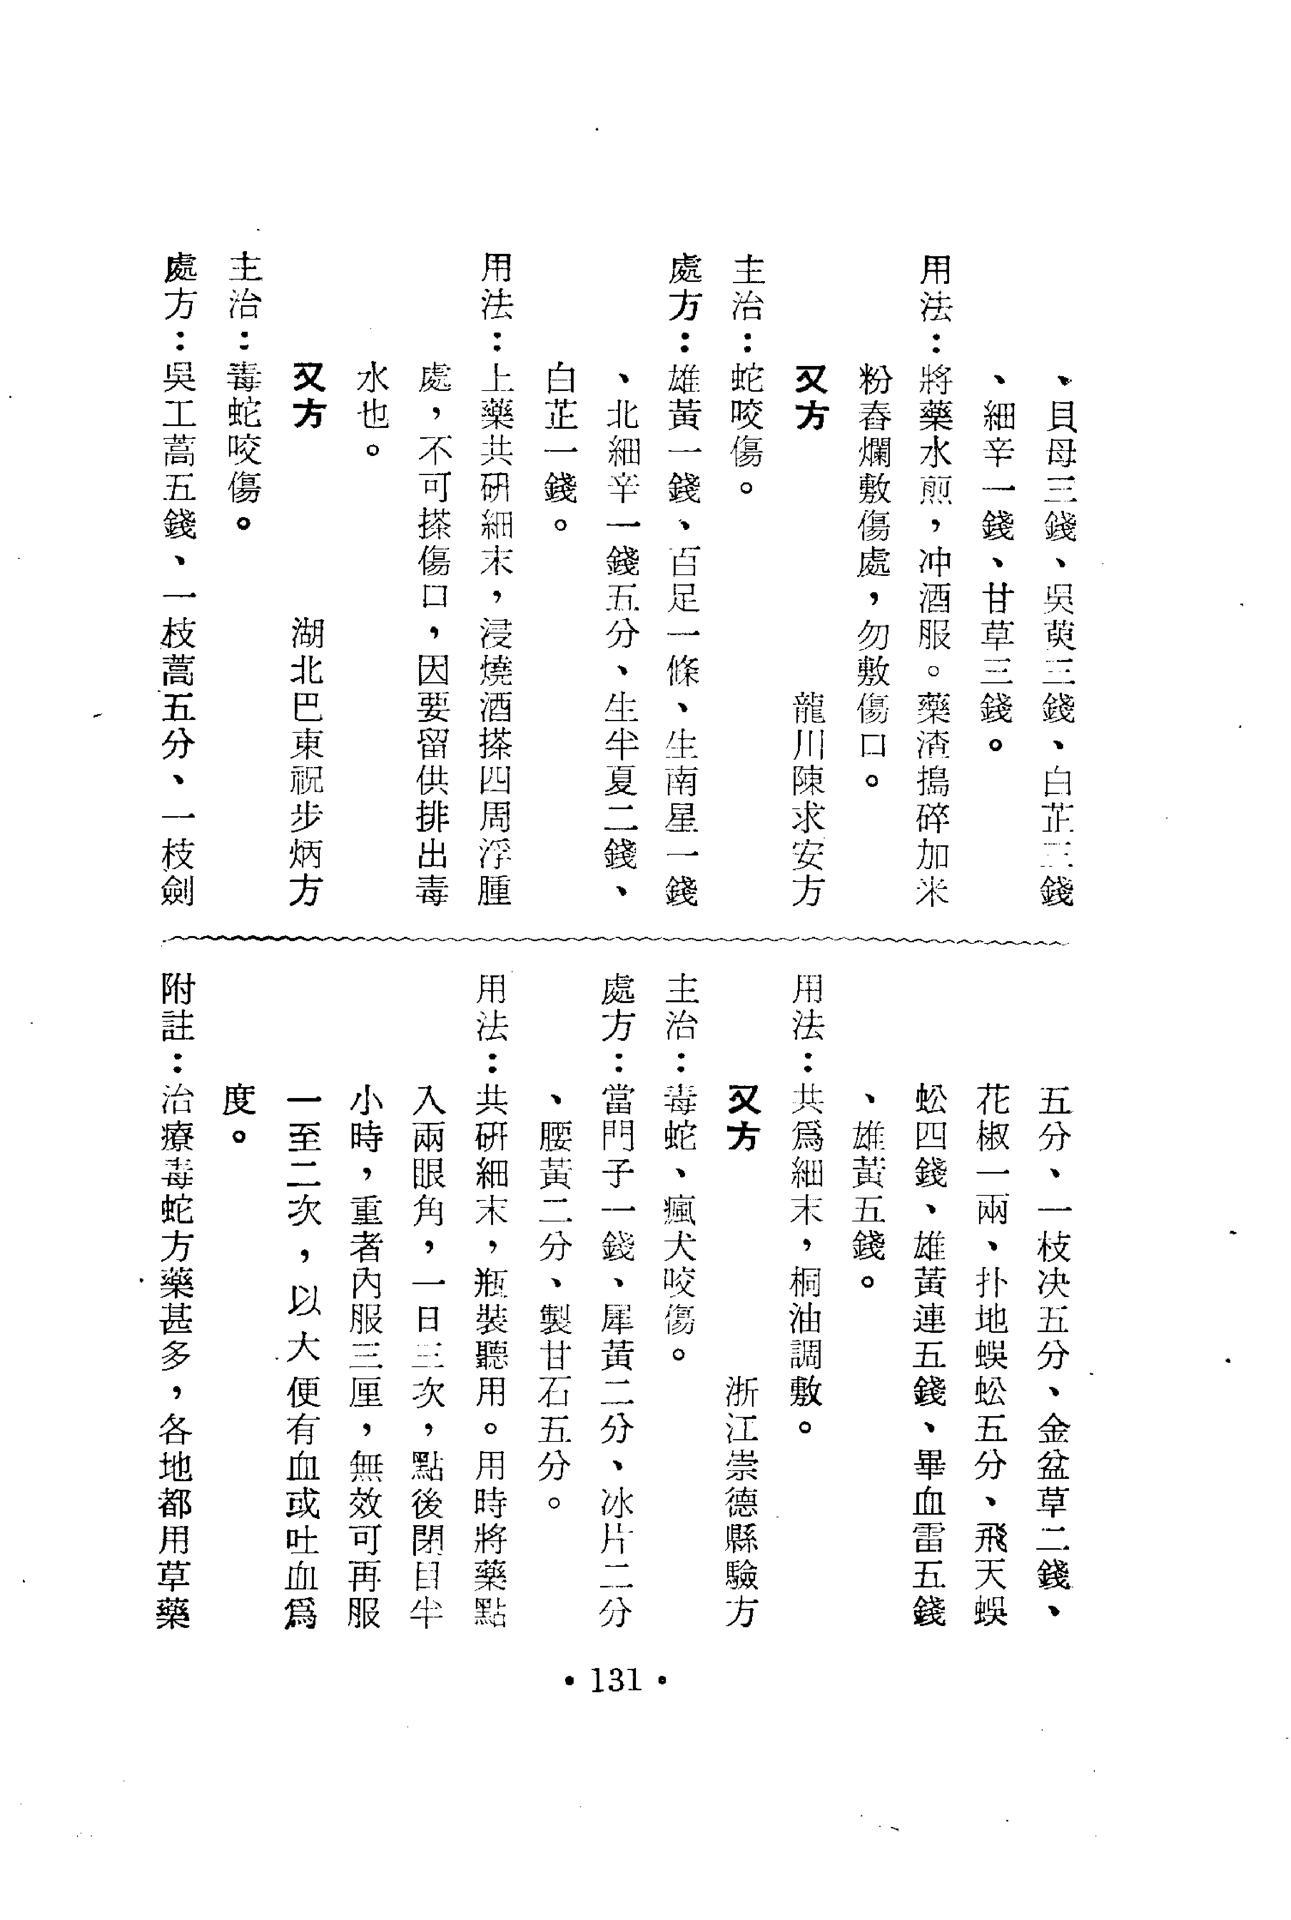 、貝母三錢、吳萸三錢、白芷三錢
、細辛一錢、甘草三錢。
用法：將藥水煎，冲酒服。藥渣搗碎加米
粉舂爛敷傷處，勿敷傷口。
又方　龍川陳求安方
主治：蛇咬傷。
處方：雄黃一錢、百足一條、生南星一錢
、北細辛一錢五分、生半夏二錢、
白芷一錢。
用法：上藥共研細末，浸燒酒搽四周浮腫
處，不可搽傷口，因要留供排出毒
水也。
又方　湖北巴東祝步炳方
主治：毒蛇咬傷。
處方：吳工蒿五錢、一枝蒿五分、一枝劍
五分、一枝決五分、金盆草二錢、
花椒一兩、扑地蜈蚣五分、飛天蜈
蚣四錢、雄黃連五錢、畢血雷五錢
、雄黃五錢。
用法：共爲細末，桐油調敷。
又方　浙江崇德縣驗方
主治：毒蛇、瘋犬咬傷。
處方：當門子一錢、犀黃二分、冰片二分
、腰黃二分、製甘石五分。
用法：共研細末，瓶裝聽用。用時將藥點
入兩眼角，一日三次，點後閉目半
小時，重者內服三厘，無效可再服
一至二次，以大便有血或吐血爲
度。
附註：治療毒蛇方藥甚多，各地都用草藥
•131•